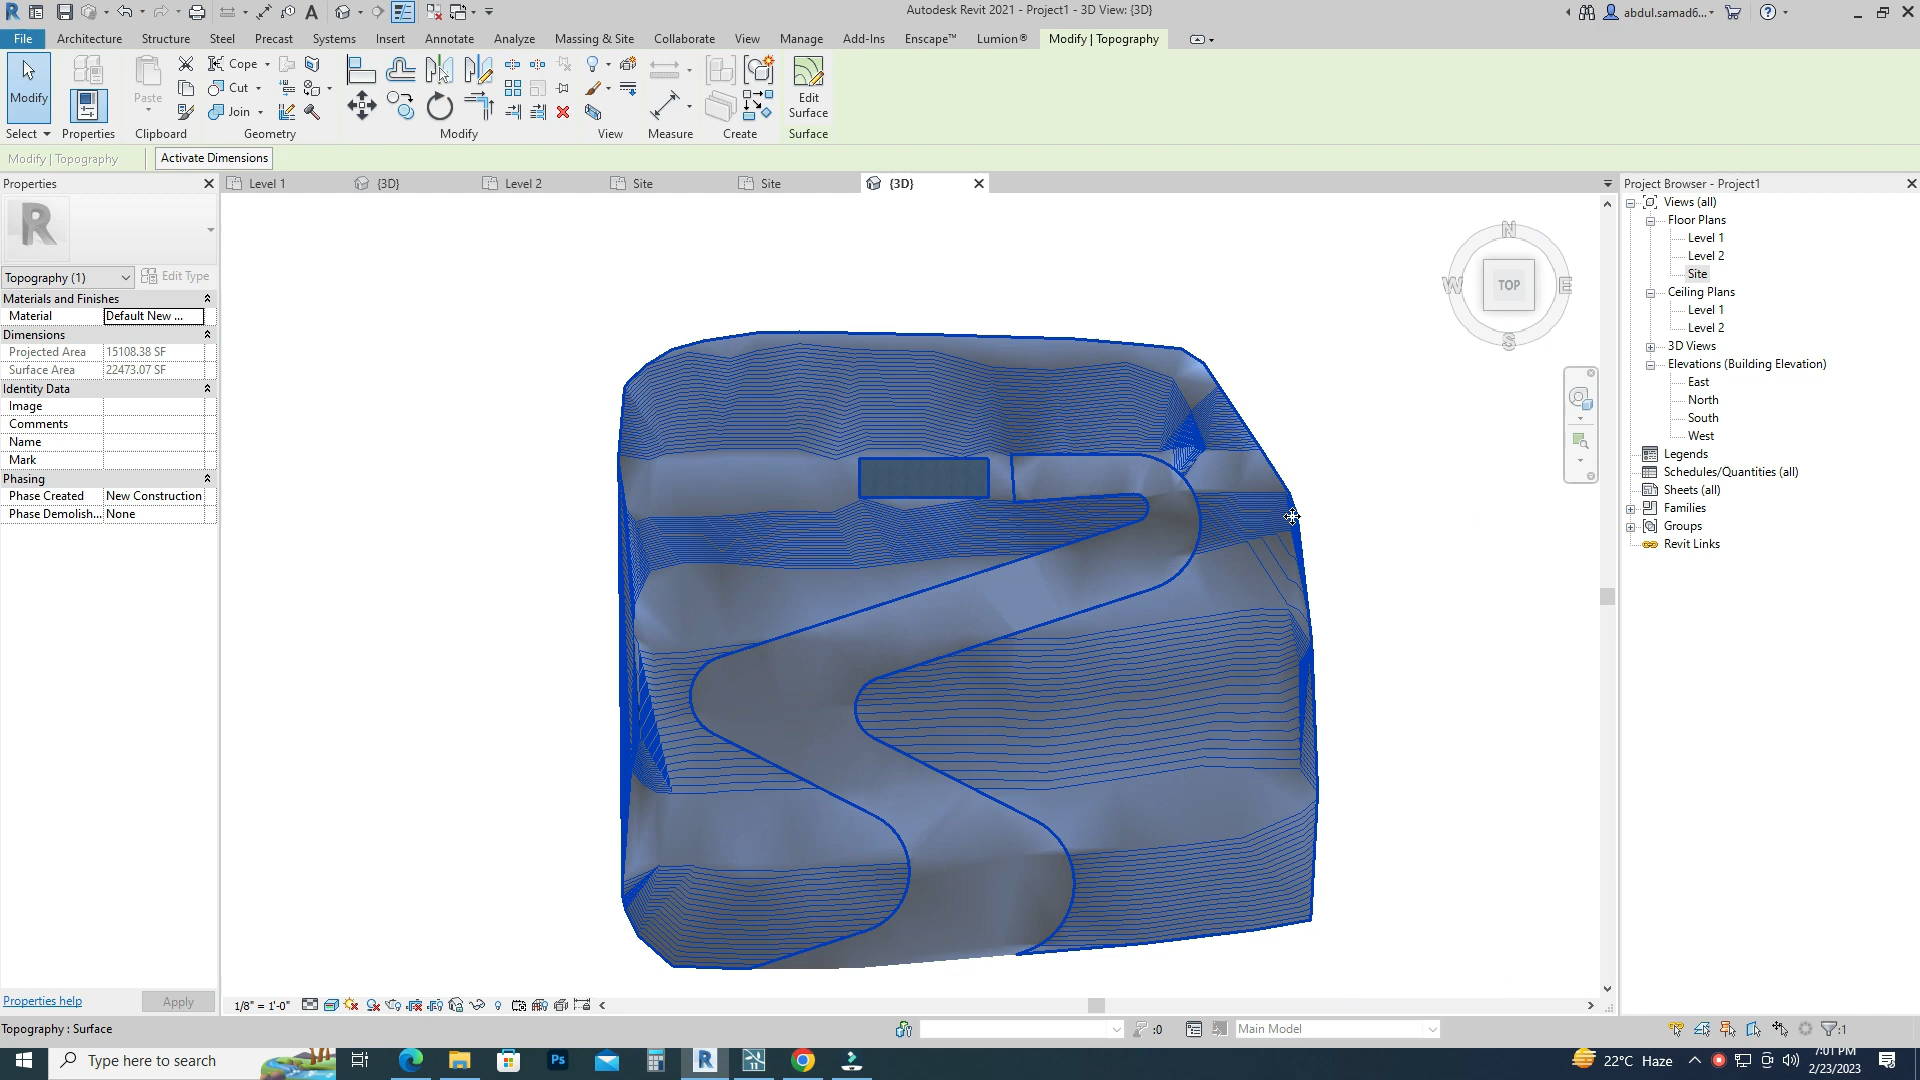 Autodesk Revit 2021 - Project1 - 3D View: {3D}
abdul.samad6...
File Architecture Structure Steel Precast Systems Insert Annotate Analyze Massing & Site Collaborate View Manage Add-Ins Enscape™ Lumion® Modify | Topography
Modify
Paste
Cope
Cut
Join
Edit
Surface
Select Properties Clipboard Geometry Modify View Measure Create Surface
Modify | Topography Activate Dimensions
Properties
Level 1 {3D} Level 2 Site Site {3D}
Project Browser - Project1
R
Topography (1) Edit Type
Materials and Finishes
Material Default New ...
Dimensions
Projected Area 15108.38 SF
Surface Area 22473.07 SF
Identity Data
Image
Comments
Name
Mark
Phasing
Phase Created New Construction
Phase Demolish... None
Properties help Apply
N
W TOP E
S
Views (all)
Floor Plans
Level 1
Level 2
Site
Ceiling Plans
Level 1
Level 2
3D Views
Elevations (Building Elevation)
East
North
South
West
Legends
Schedules/Quantities (all)
Sheets (all)
Families
Groups
Revit Links
1/8" = 1'-0"
Topography : Surface
:0
Main Model
:1
Type here to search
Ps
R
22°C Haze
7:01 PM
2/23/2023